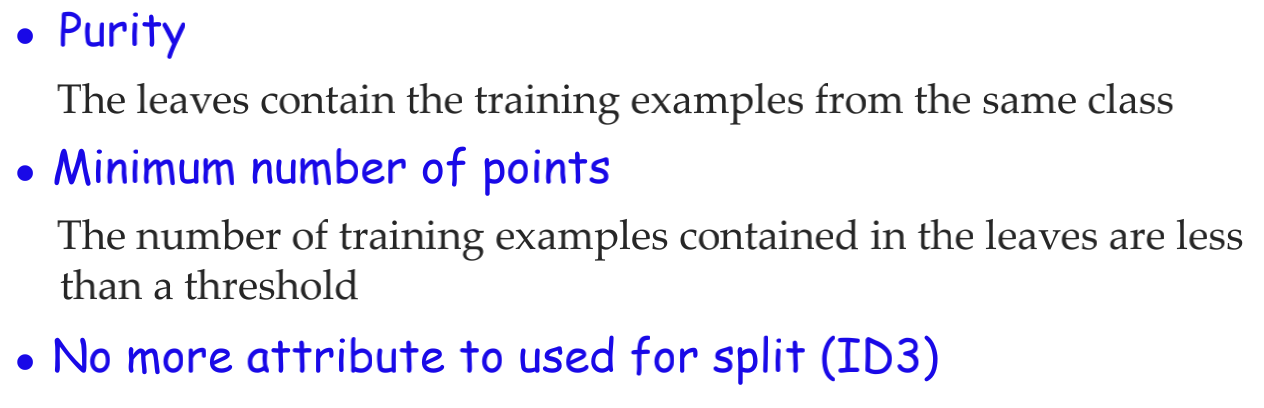 • Purity
The leaves contain the training examples from the same class
• Minimum number of points
The number of training examples contained in the leaves are less
than a threshold
• No more attribute to used for split (ID3)